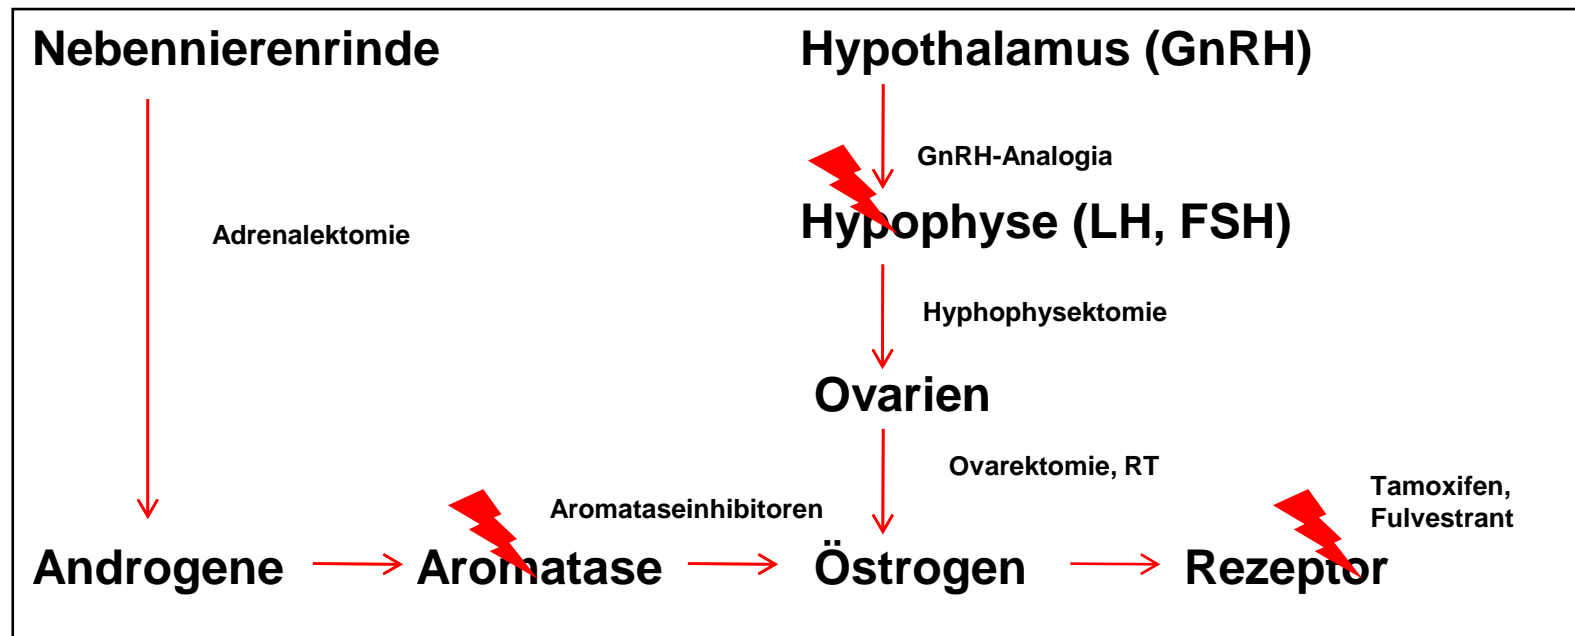 Nebennierenrinde
Hypothalamus (GnRH)
GnRH-Analogia
Hypophyse (LH, FSH)
Adrenalektomie
Hyphophysektomie
Ovarien
Ovarektomie, RT
Tamoxifen,
Fulvestrant
Aromataseinhibitoren
Androgene
Aromatase
Östrogen
Rezeptor